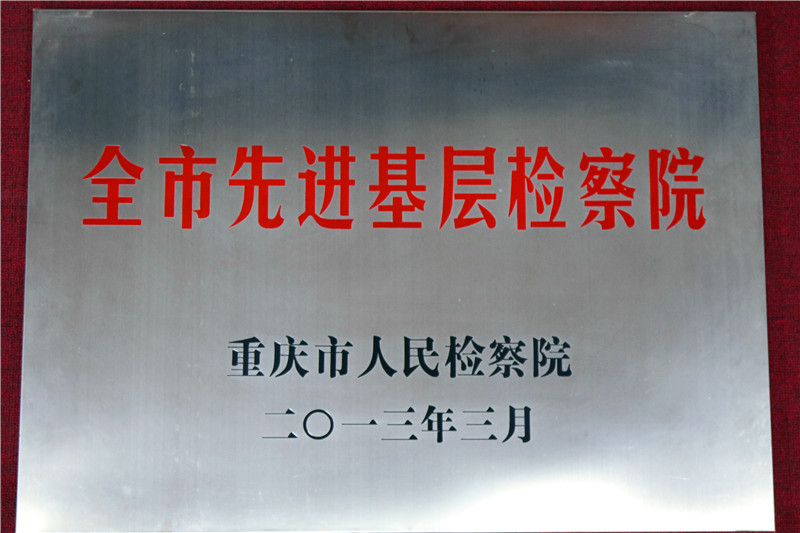 全市先进基层检察院
重庆市人民检察院
二〇一三年三月